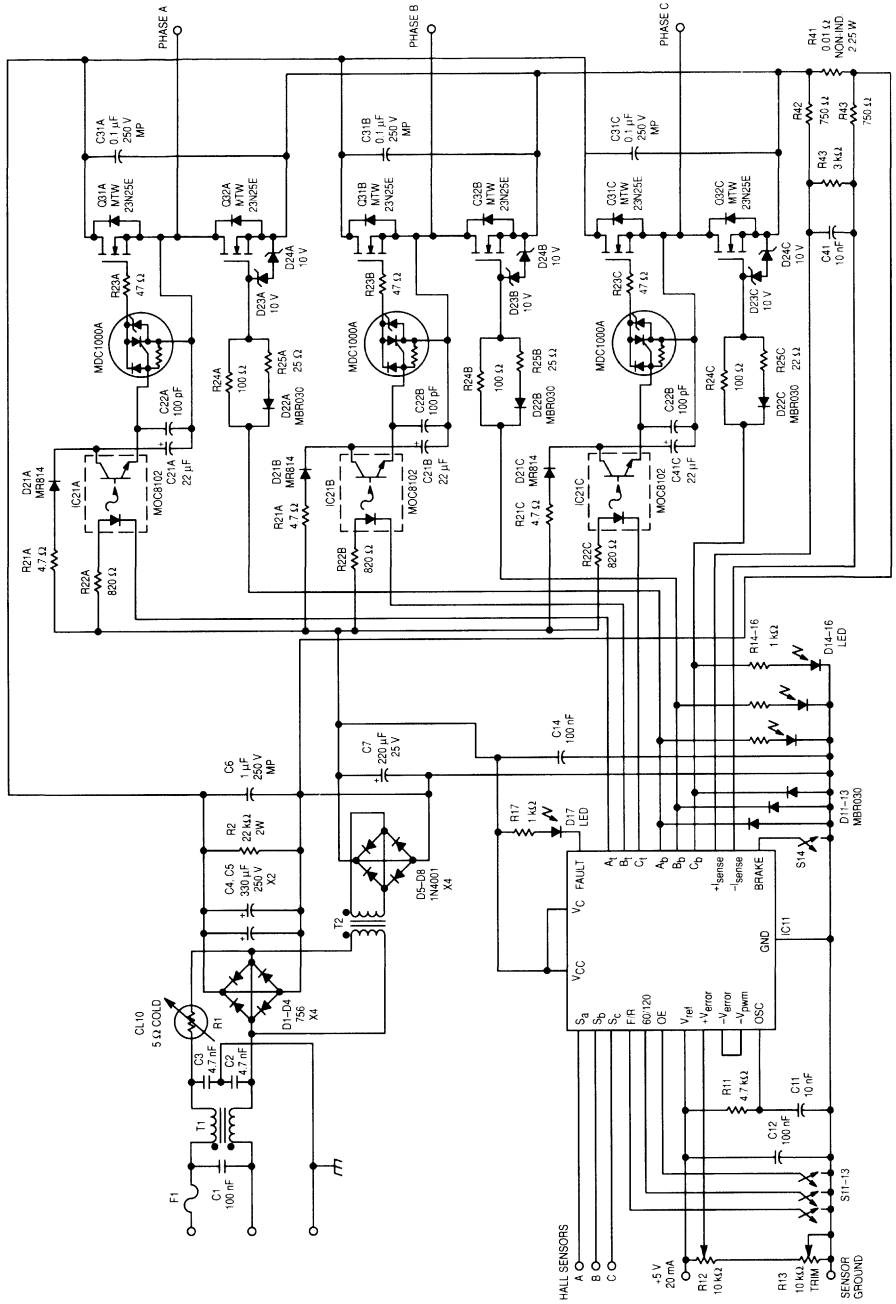 PHASE A
PHASE B
PHASE C
R41
0.01 Ω
NON-IND.
2.25 W
C31A
0.1 µF
250 V
MP
Q31A
MTW
23N25E
Q32A
MTW
23N25E
D24A
10 V
D23A
10 V
R23A
47 Ω
MDC1000A
R24A
100 Ω
R25A
25 Ω
D22A
MBR030
C22A
100 pF
C21A
22 µF
D21A
MR814
IC21A
MOC8102
R21A
4.7 Ω
R22A
820 Ω
C31B
0.1 µF
250 V
MP
Q31B
MTW
23N25E
Q32B
MTW
23N25E
D24B
10 V
D23B
10 V
R23B
47 Ω
MDC1000A
R24B
100 Ω
R25B
25 Ω
D22B
MBR030
C22B
100 pF
C21B
22 µF
D21B
MR814
IC21B
MOC8102
R21A
4.7 Ω
R22B
820 Ω
C31C
0.1 µF
250 V
MP
Q31C
MTW
23N25E
Q32C
MTW
23N25E
D24C
10 V
D23C
10 V
R23C
47 Ω
MDC1000A
R24C
100 Ω
R25C
22 Ω
D22C
MBR030
C22B
100 pF
C41C
22 µF
D21C
MR814
IC21C
MOC8102
R21C
4.7 Ω
R22C
820 Ω
R42
750 Ω
R43
750 Ω
R43
3 kΩ
C41
10 nF
F1
C1
100 nF
T1
C3
4.7 nF
C2
4.7 nF
CL10
5 Ω COLD
R1
D1–D4
756
X4
C4, C5
330 µF
250 V
X2
R2
22 kΩ
2W
C6
1 µF
250 V
MP
T2
D5–D8
1N4001
X4
C7
220 µF
25 V
C14
100 nF
R17
1 kΩ
D17
LED
R14–16
1 kΩ
D14–16
LED
D11–13
MBR030
S14
HALL SENSORS
A
B
C
Sa
Sb
Sc
F/R
60/120
OE
Vref
+Verror
–Verror
–Vpwm
OSC
VCC
VC
GND
IC11
FAULT
At
Bt
Ct
Ab
Bb
Cb
+Isense
–Isense
BRAKE
+5 V
20 mA
R12
10 kΩ
R13
10 kΩ
TRIM
SENSOR
GROUND
S11–13
C12
100 nF
R11
4.7 kΩ
C11
10 nF